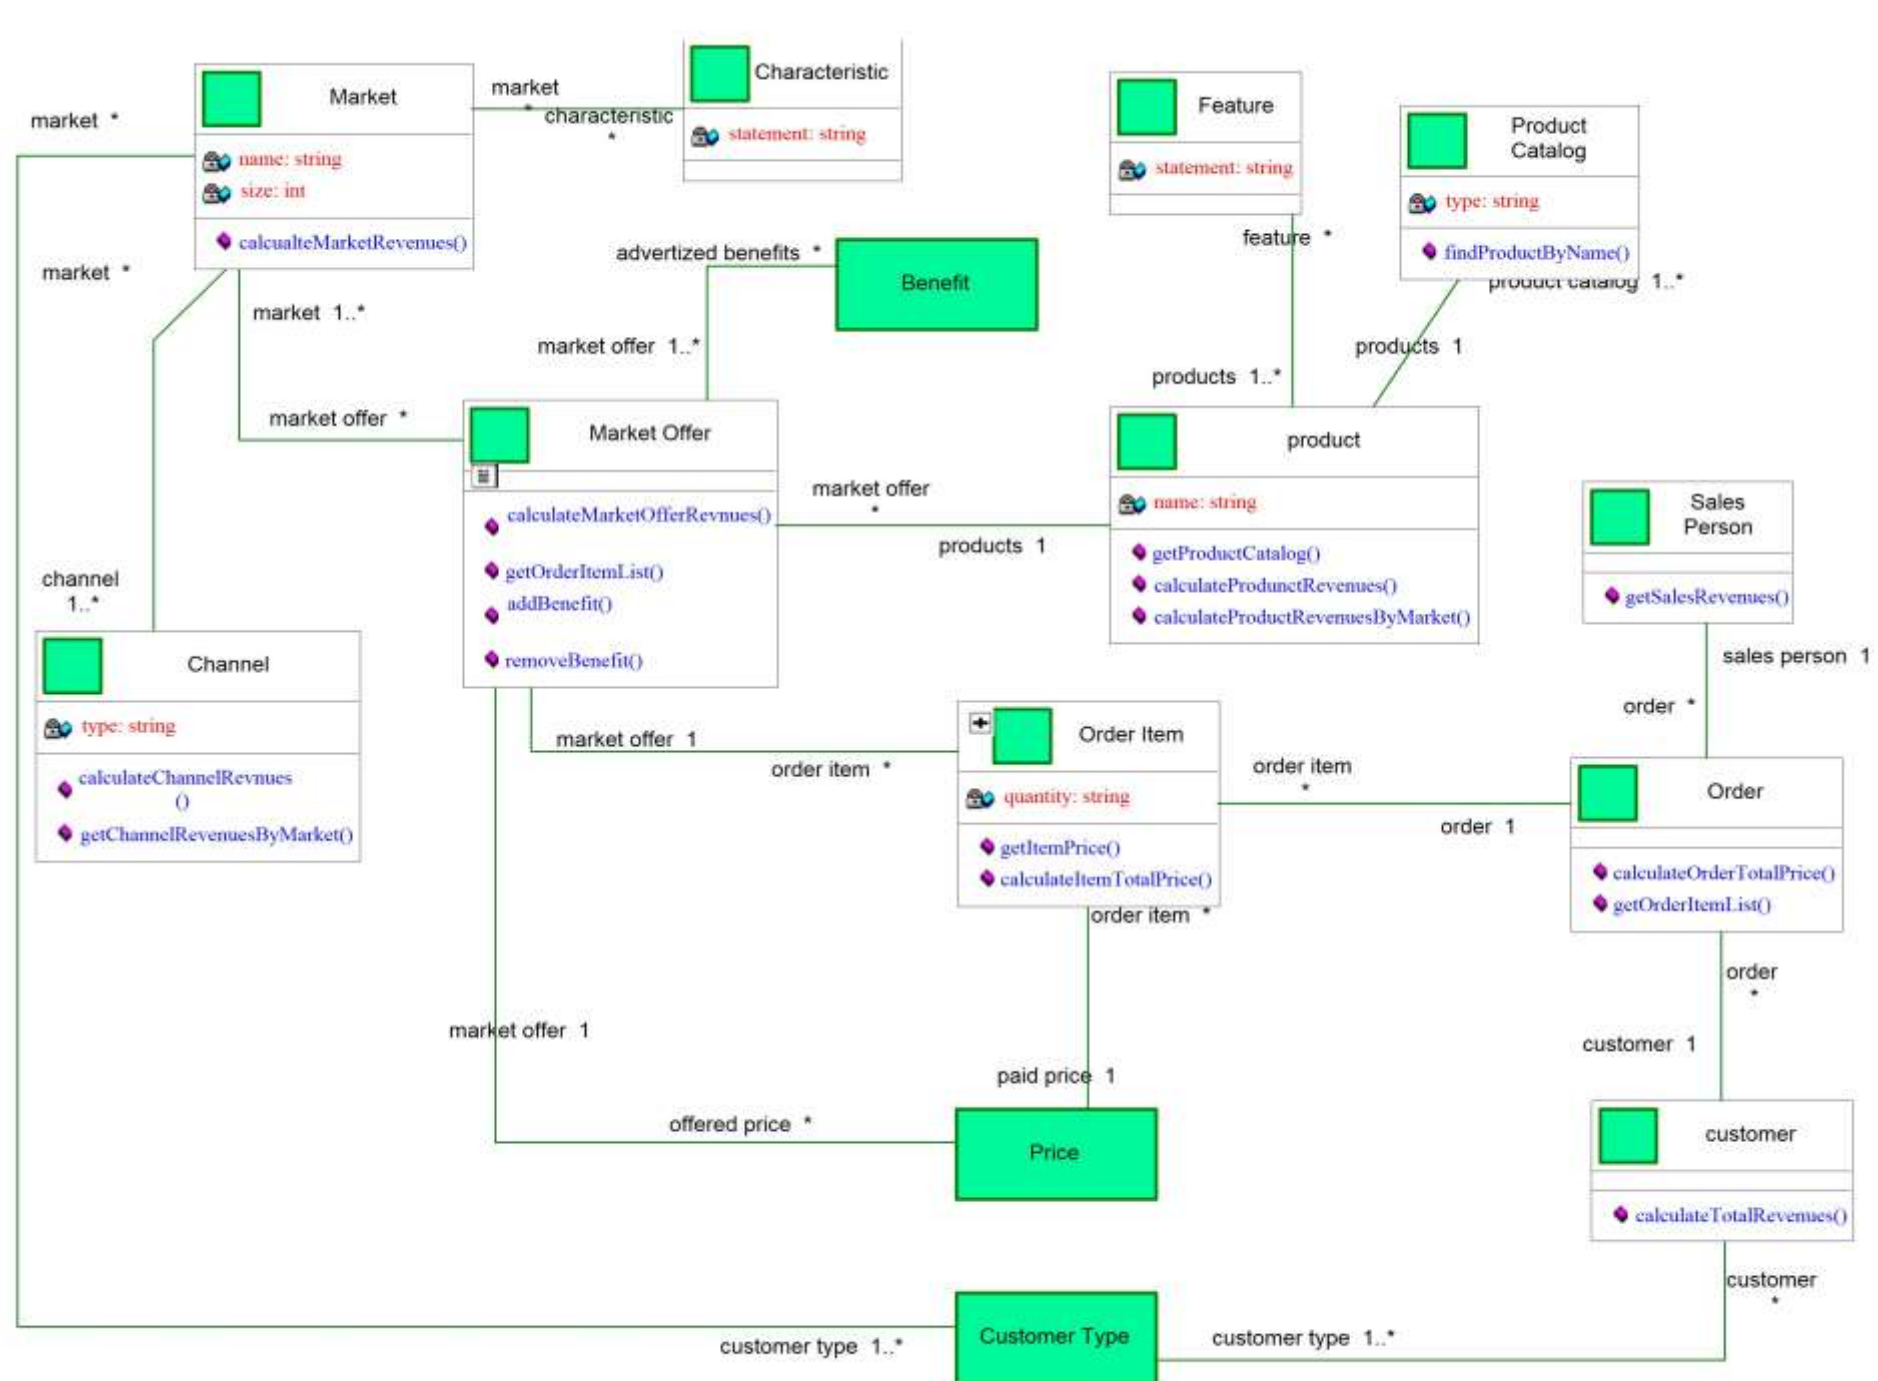 Market
name: string
size: int
calcualteMarketRevenues()
market *
market
*
characteristic
*
Characteristic
statement: string
Feature
statement: string
feature *
Product
Catalog
type: string
findProductByName()
product catalog 1..*
products 1
products 1..*
market *
market 1..*
market offer *
advertized benefits *
Benefit
market offer 1..*
Market Offer
calculateMarketOfferRevnues()
getOrderItemList()
addBenefit()
removeBenefit()
market offer
*
products 1
product
name: string
getProductCatalog()
calculateProdunctRevenues()
calculateProductRevenuesByMarket()
Sales
Person
getSalesRevenues()
sales person 1
order *
channel
1..*
Channel
type: string
calculateChannelRevnues
()
getChannelRevenuesByMarket()
market offer 1
order item *
Order Item
quantity: string
getItemPrice()
calculateItemTotalPrice()
order item
*
order 1
Order
calculateOrderTotalPrice()
getOrderItemList()
order item *
order
*
customer 1
market offer 1
paid price 1
offered price *
Price
customer
calculateTotalRevenues()
customer
*
customer type 1..*
Customer Type
customer type 1..*